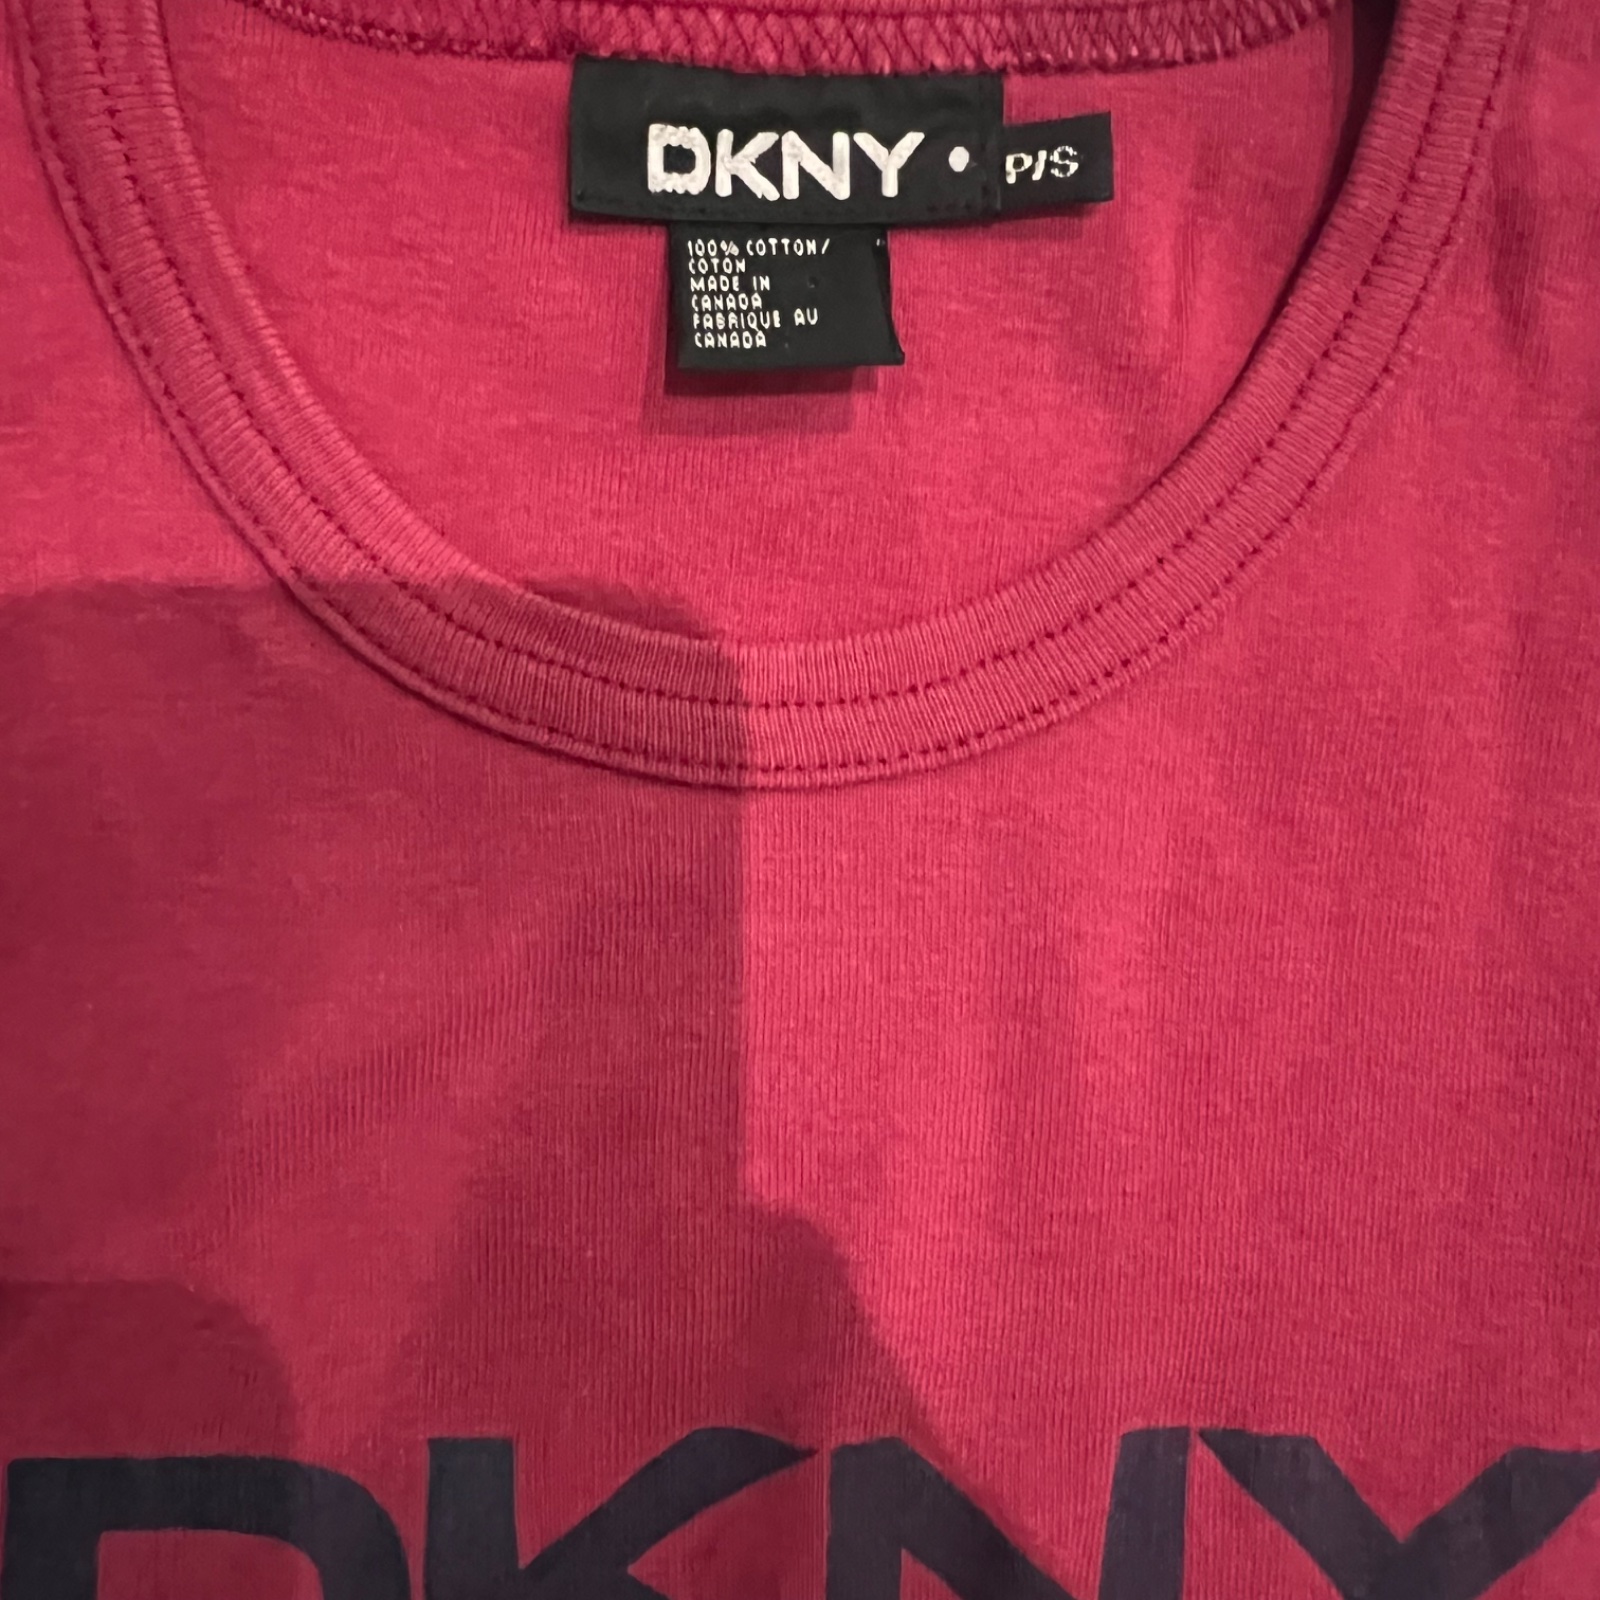 DKNY •
P/S
100% COTTON/
COTON
MADE IN
CANADA
FABRIQUE AU
CANADA
DKNY